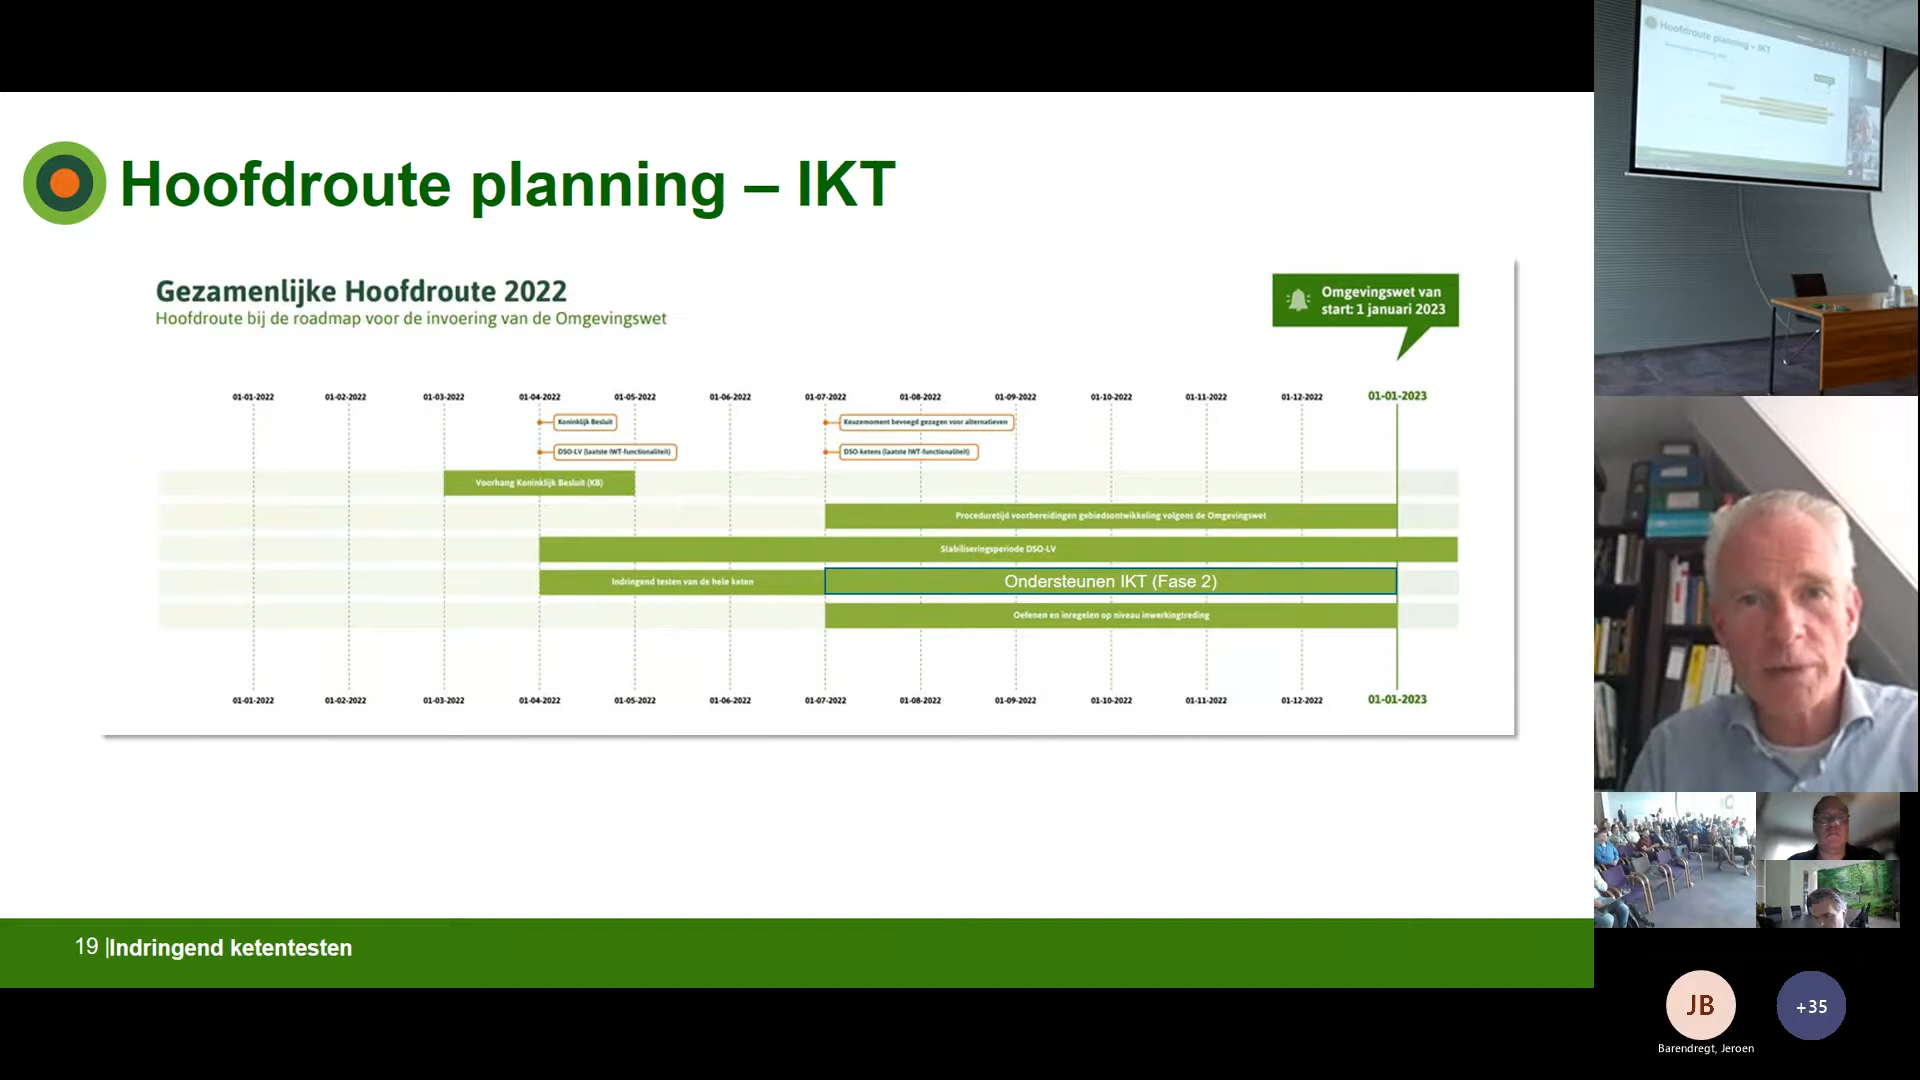 Hoofdroute planning – IKT
Gezamenlijke Hoofdroute 2022
Hoofdroute bij de roadmap voor de invoering van de Omgevingswet
Omgevingswet van
start: 1 januari 2023
01-01-2022 01-02-2022 01-03-2022 01-04-2022 01-05-2022 01-06-2022 01-07-2022 01-08-2022 01-09-2022 01-10-2022 01-11-2022 01-12-2022 01-01-2023
Koninklijk Besluit
Keuzemoment bevoegd gezagen voor alternatieven
DSO-LV (laatste IWT-functionaliteit)
DSO-ketens (laatste IWT-functionaliteit)
Voorhang Koninklijk Besluit (KB)
Proceduretijd voorbereidingen gebiedsontwikkeling volgens de Omgevingswet
Stabiliseringsperiode DSO-LV
Indringend testen van de hele keten
Ondersteunen IKT (Fase 2)
Oefenen en inregelen op niveau inwerkingtreding
01-01-2022 01-02-2022 01-03-2022 01-04-2022 01-05-2022 01-06-2022 01-07-2022 01-08-2022 01-09-2022 01-10-2022 01-11-2022 01-12-2022 01-01-2023
19 |Indringend ketentesten
Hoofdroute planning – IKT
JB
+35
Barendregt, Jeroen